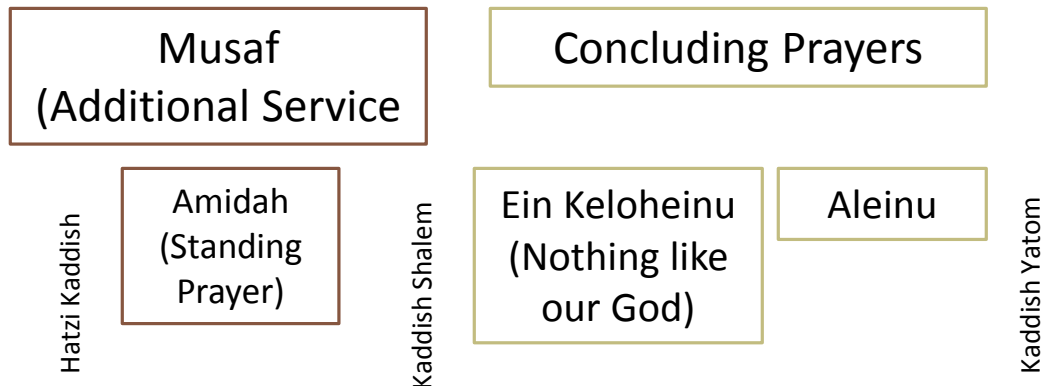 Musaf
(Additional Service
Concluding Prayers
Hatzi Kaddish
Amidah
(Standing
Prayer)
Kaddish Shalem
Ein Keloheinu
(Nothing like
our God)
Aleinu
Kaddish Yatom